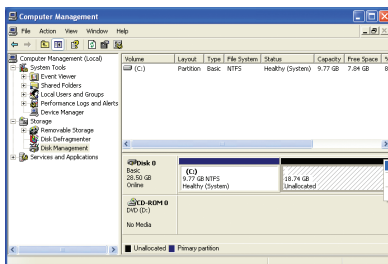 Computer Management
File Action View Window Help
Computer Management (Local)
System Tools
Event Viewer
Shared Folders
Local Users and Groups
Performance Logs and Alerts
Device Manager
Storage
Removable Storage
Disk Defragmenter
Disk Management
Services and Applications
Volume Layout Type File System Status Capacity Free Space %
(C:) Partition Basic NTFS Healthy (System) 9.77 GB 7.84 GB 8
Disk 0
Basic
28.50 GB
Online
(C:)
9.77 GB NTFS
Healthy (System)
18.74 GB
Unallocated
CD-ROM 0
DVD (D:)
No Media
Unallocated Primary partition